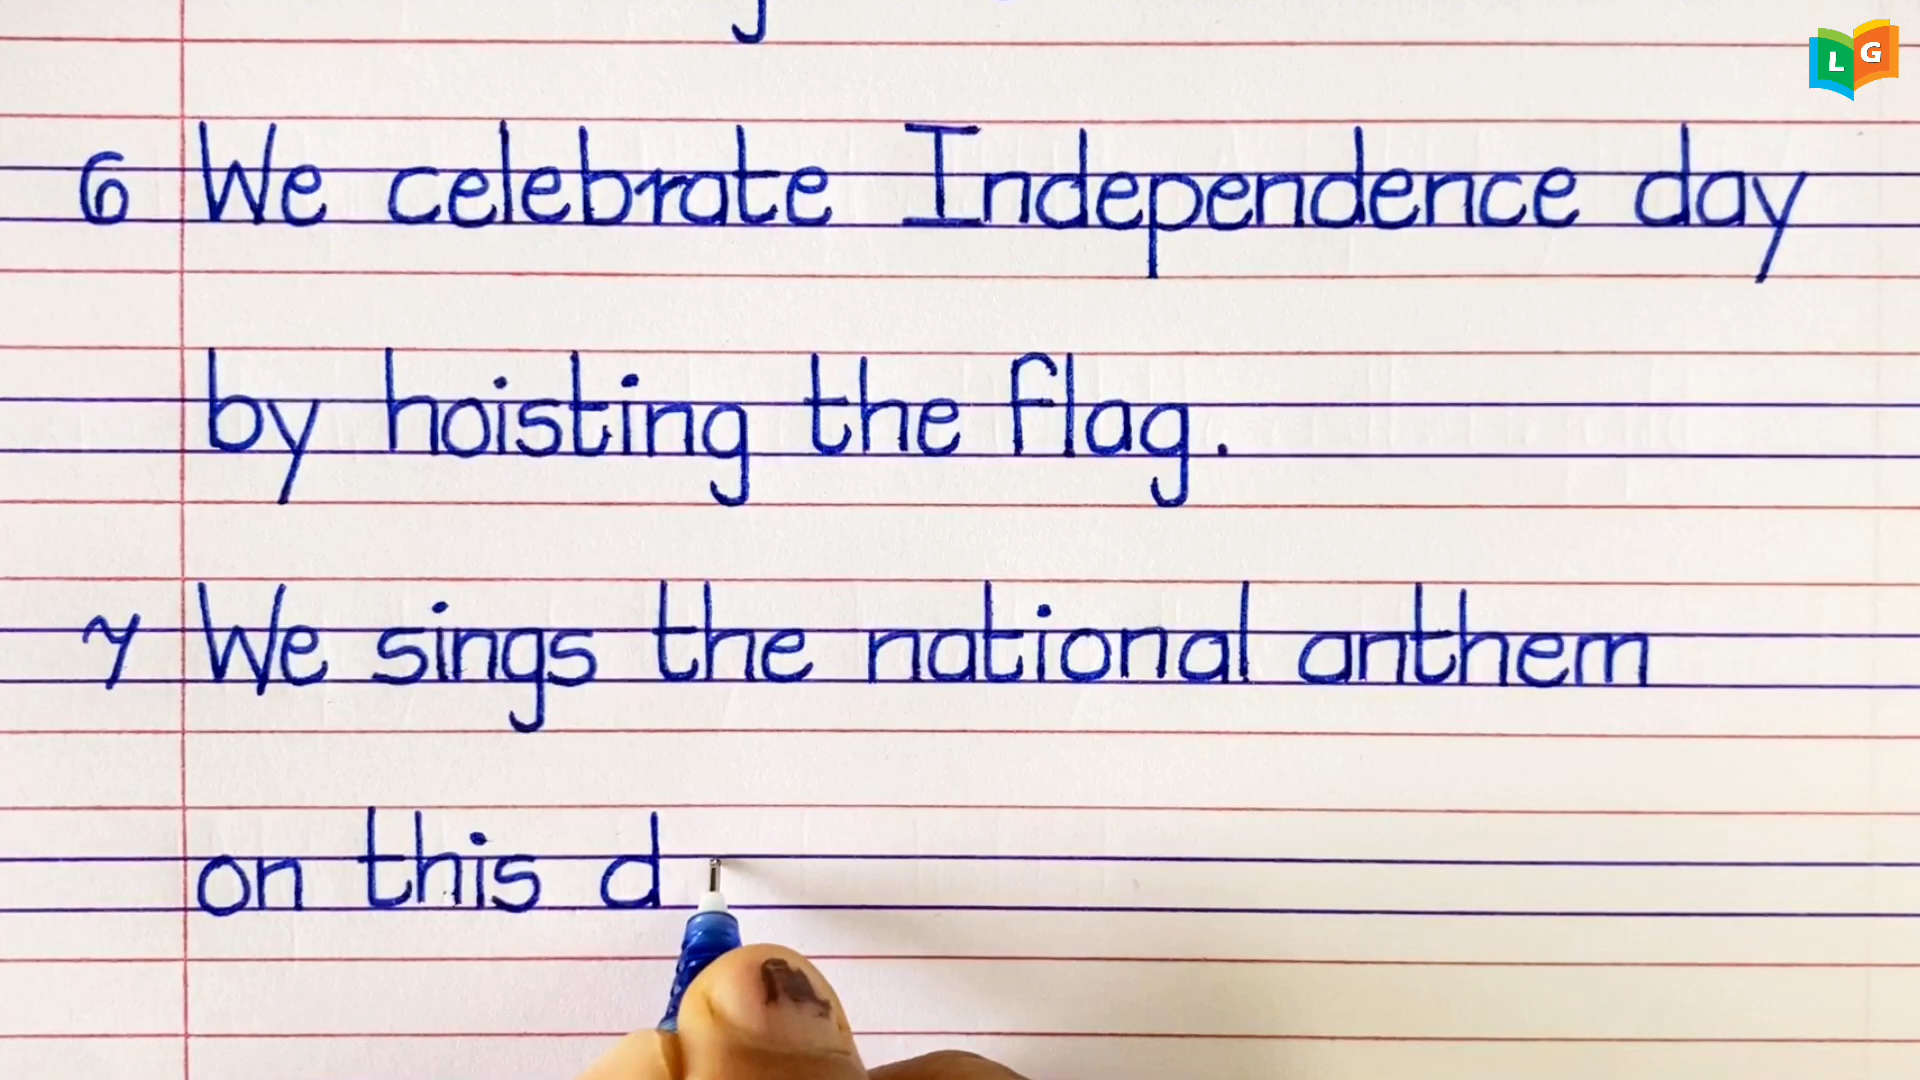 L G
6 We celebrate Independence day
by hoisting the flag.
7 We sings the national anthem
on this d